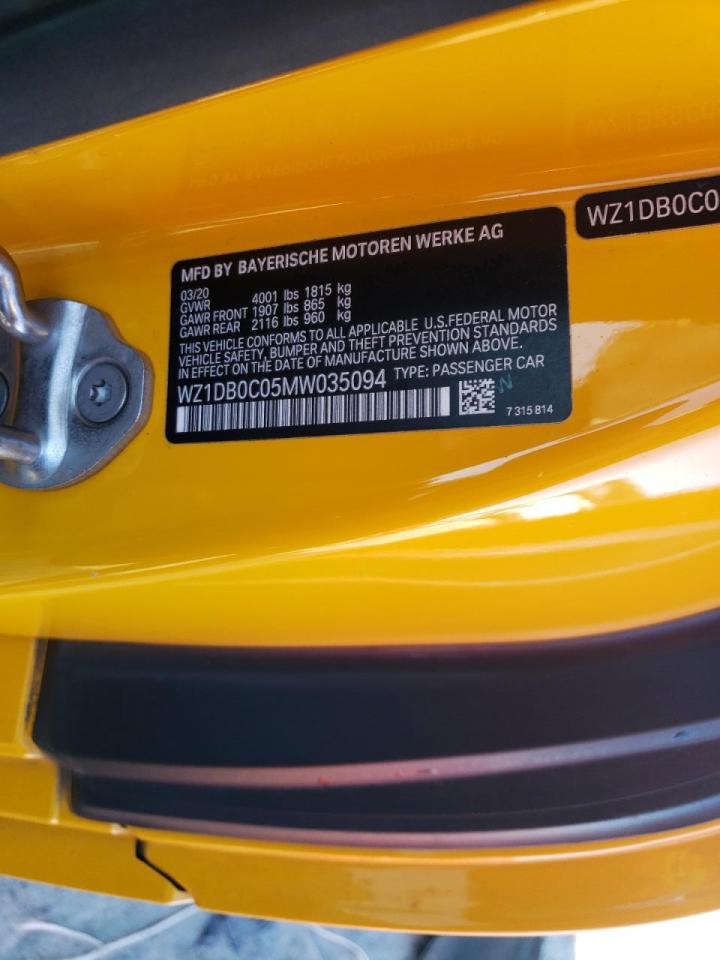 MFD BY BAYERISCHE MOTOREN WERKE AG
03/20
GVWR 4001 lbs 1815 kg
GAWR FRONT 1907 lbs 865 kg
GAWR REAR 2116 lbs 960 kg
THIS VEHICLE CONFORMS TO ALL APPLICABLE U.S.FEDERAL MOTOR
VEHICLE SAFETY, BUMPER AND THEFT PREVENTION STANDARDS
IN EFFECT ON THE DATE OF MANUFACTURE SHOWN ABOVE.
WZ1DB0C05MW035094 TYPE: PASSENGER CAR
7 315 814
WZ1DB0C0